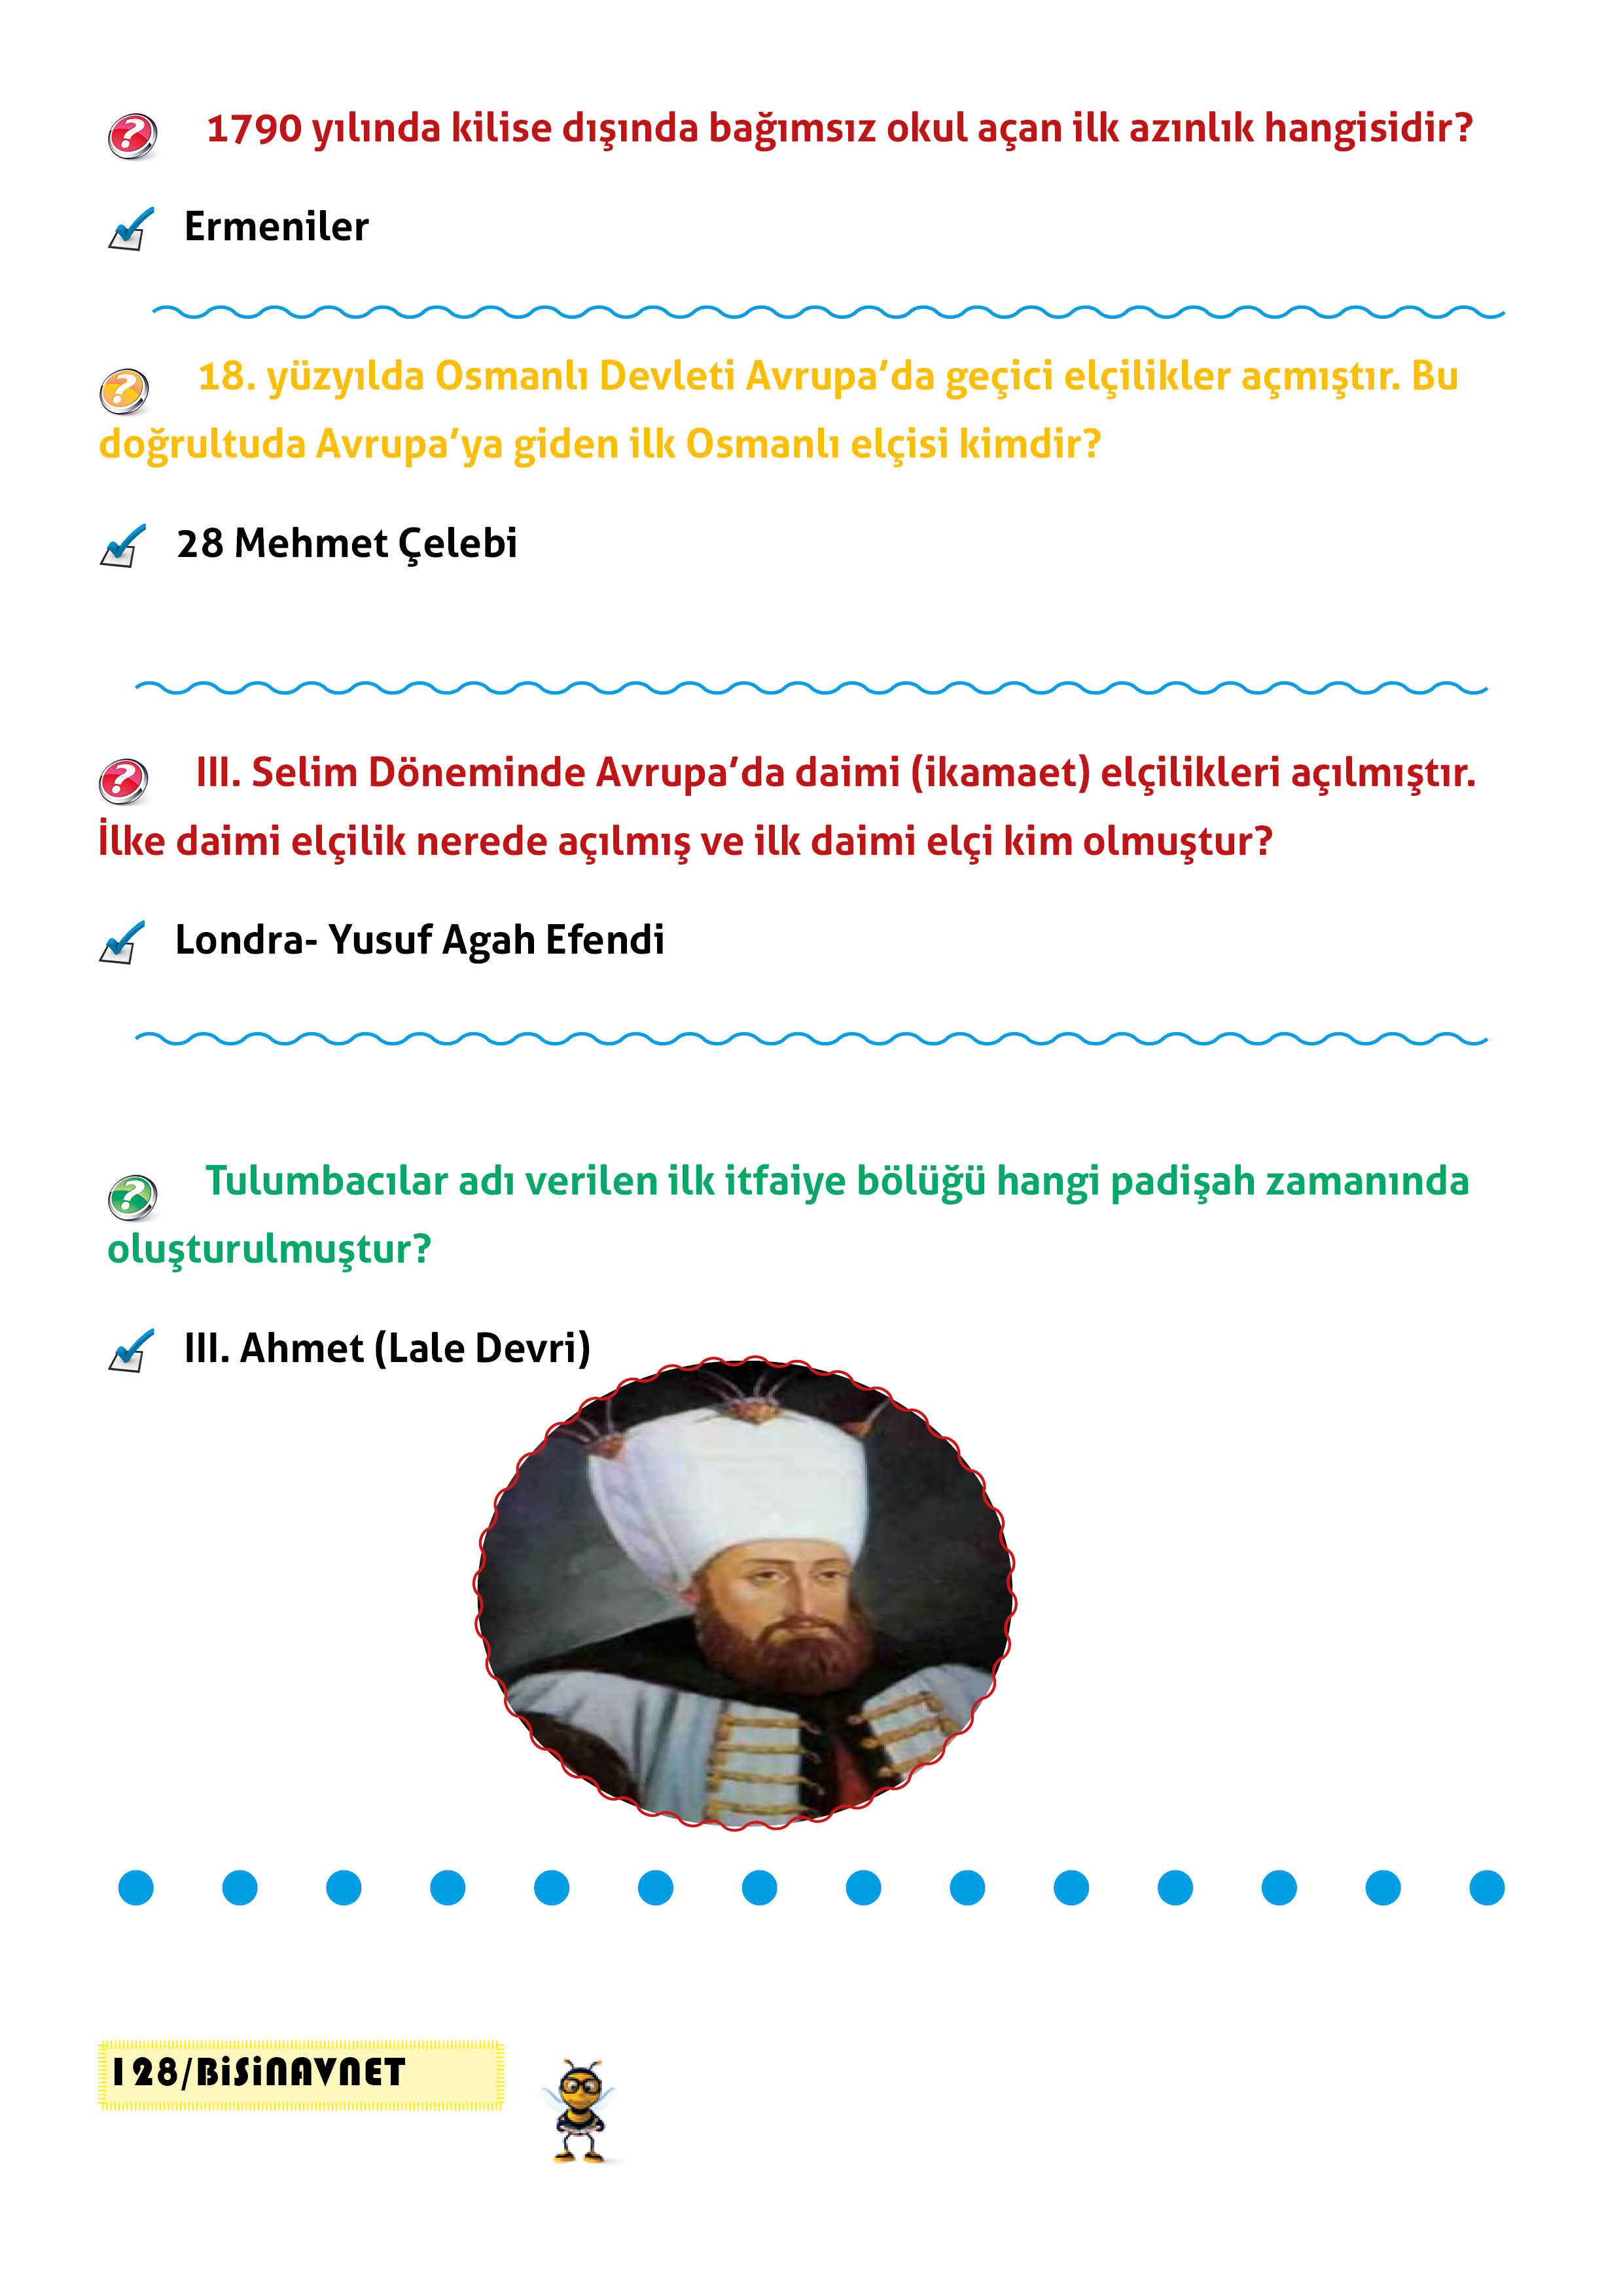 1790 yılında kilise dışında bağımsız okul açan ilk azınlık hangisidir?
Ermeniler
18. yüzyılda Osmanlı Devleti Avrupa’da geçici elçilikler açmıştır. Bu
doğrultuda Avrupa’ya giden ilk Osmanlı elçisi kimdir?
28 Mehmet Çelebi
III. Selim Döneminde Avrupa’da daimi (ikamaet) elçilikleri açılmıştır.
İlke daimi elçilik nerede açılmış ve ilk daimi elçi kim olmuştur?
Londra- Yusuf Agah Efendi
Tulumbacılar adı verilen ilk itfaiye bölüğü hangi padişah zamanında
oluşturulmuştur?
III. Ahmet (Lale Devri)
128/BiSiNAVNET